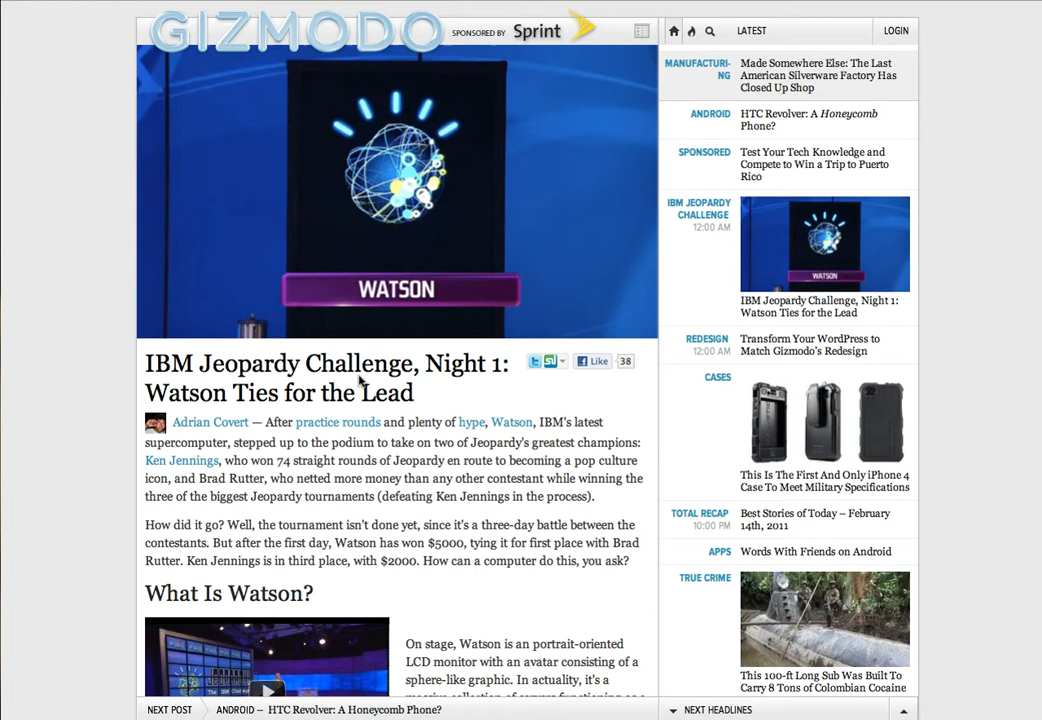 GIZMODO SPONSORED BY Sprint
LATEST LOGIN
WATSON
IBM Jeopardy Challenge, Night 1:
Watson Ties for the Lead
Like 38
Adrian Covert — After practice rounds and plenty of hype, Watson, IBM's latest
supercomputer, stepped up to the podium to take on two of Jeopardy's greatest champions:
Ken Jennings, who won 74 straight rounds of Jeopardy en route to becoming a pop culture
icon, and Brad Rutter, who netted more money than any other contestant while winning the
three of the biggest Jeopardy tournaments (defeating Ken Jennings in the process).
How did it go? Well, the tournament isn't done yet, since it's a three-day battle between the
contestants. But after the first day, Watson has won $5000, tying it for first place with Brad
Rutter. Ken Jennings is in third place, with $2000. How can a computer do this, you ask?
What Is Watson?
On stage, Watson is an portrait-oriented
LCD monitor with an avatar consisting of a
sphere-like graphic. In actuality, it's a
MANUFACTURI-
NG
Made Somewhere Else: The Last
American Silverware Factory Has
Closed Up Shop
ANDROID
HTC Revolver: A Honeycomb
Phone?
SPONSORED
Test Your Tech Knowledge and
Compete to Win a Trip to Puerto
Rico
IBM JEOPARDY
CHALLENGE
12:00 AM
WATSON
IBM Jeopardy Challenge, Night 1:
Watson Ties for the Lead
REDESIGN
12:00 AM
Transform Your WordPress to
Match Gizmodo's Redesign
CASES
This Is The First And Only iPhone 4
Case To Meet Military Specifications
TOTAL RECAP
10:00 PM
Best Stories of Today – February
14th, 2011
APPS
Words With Friends on Android
TRUE CRIME
This 100-ft Long Sub Was Built To
Carry 8 Tons of Colombian Cocaine
NEXT POST ANDROID – HTC Revolver: A Honeycomb Phone?
NEXT HEADLINES